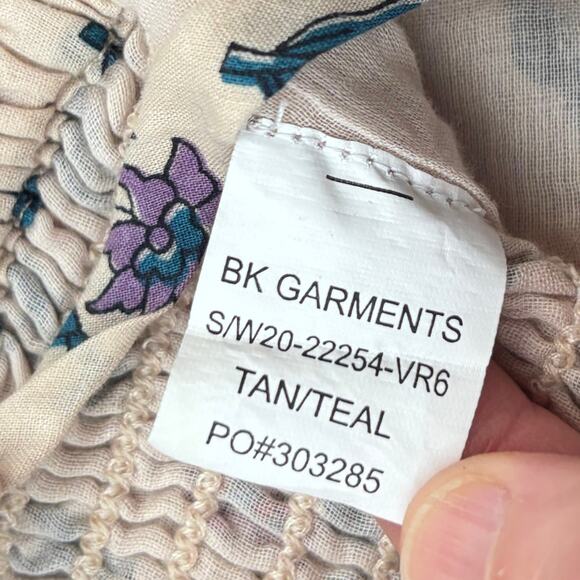 BK GARMENTS
S/W20-22254-VR6
TAN/TEAL
PO#303285